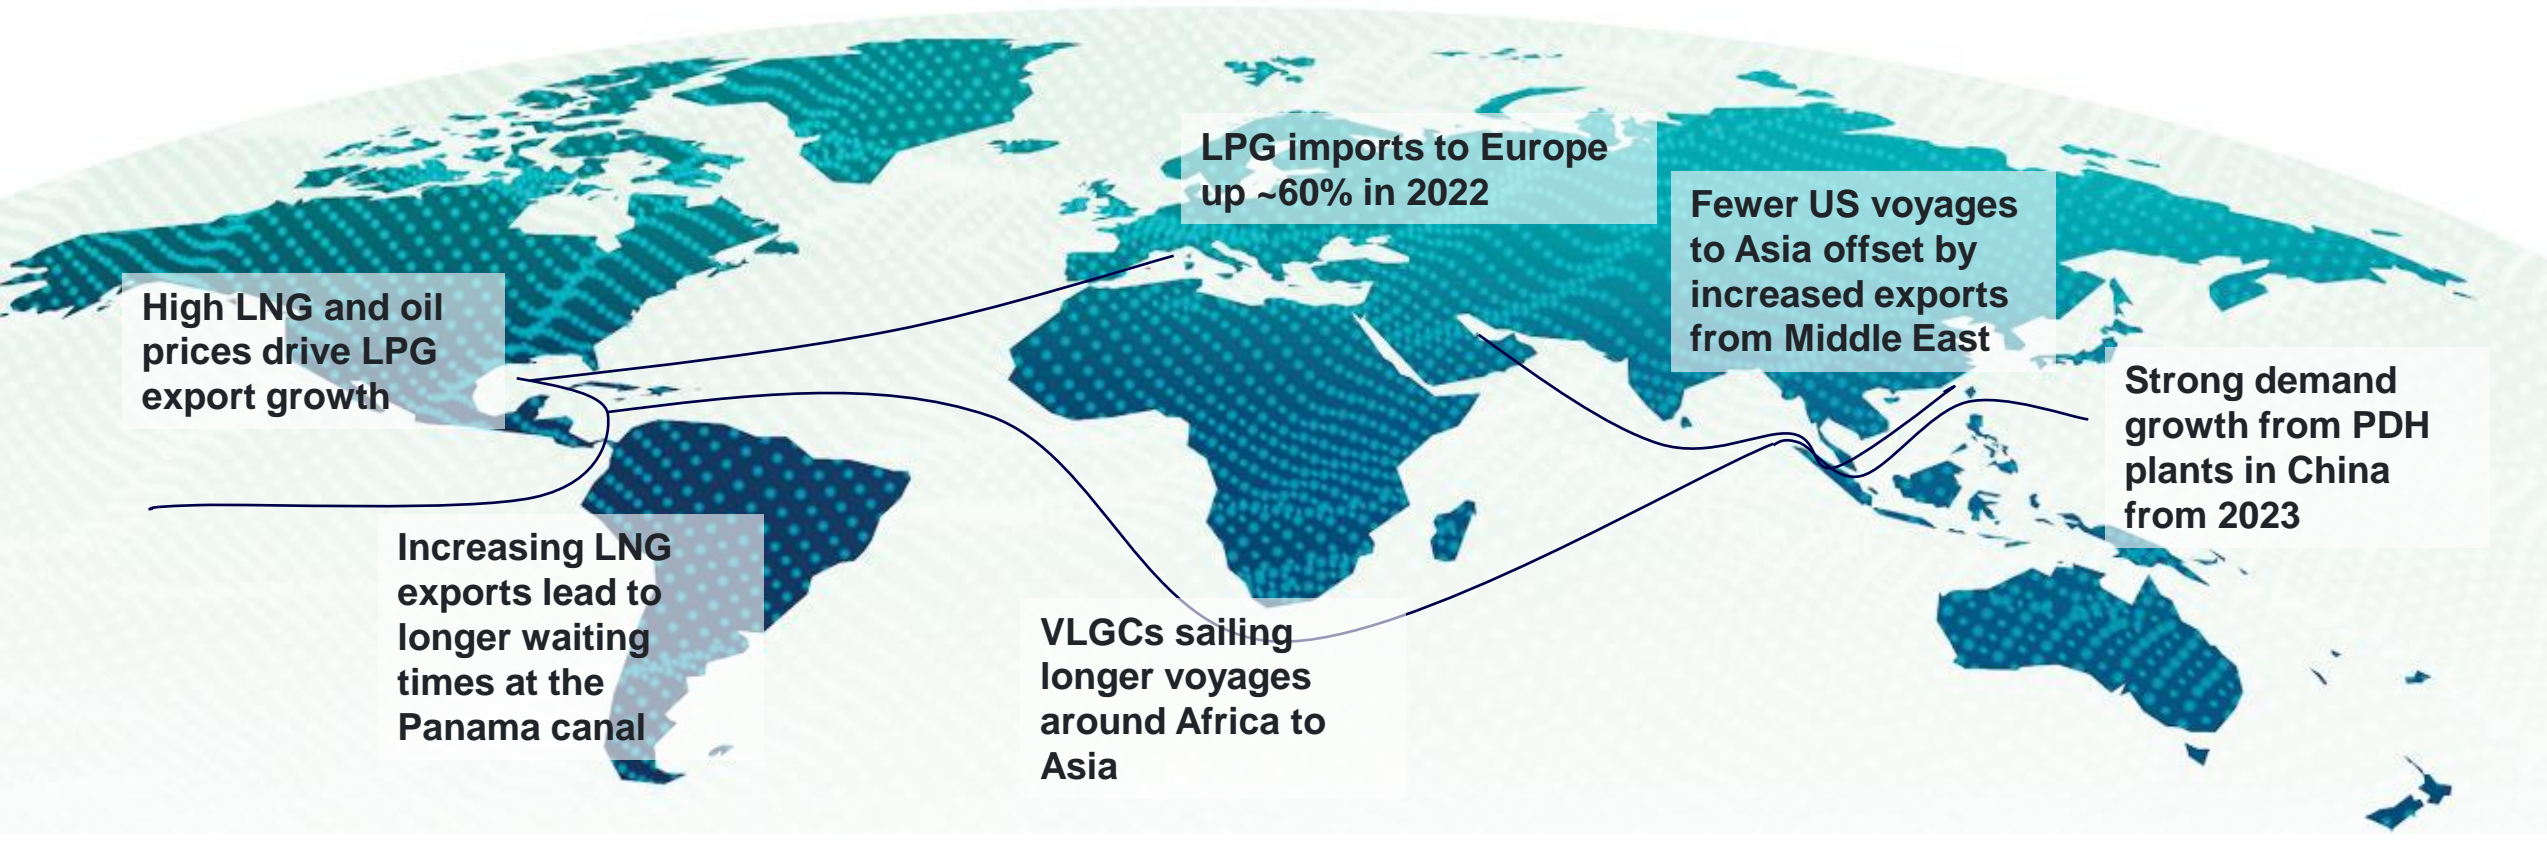 LPG imports to Europe
up ~60% in 2022
Fewer US voyages
to Asia offset by
increased exports
from Middle East
High LNG and oil
prices drive LPG
export growth
Strong demand
growth from PDH
plants in China
from 2023
Increasing LNG
exports lead to
longer waiting
times at the
Panama canal
VLGCs sailing
longer voyages
around Africa to
Asia